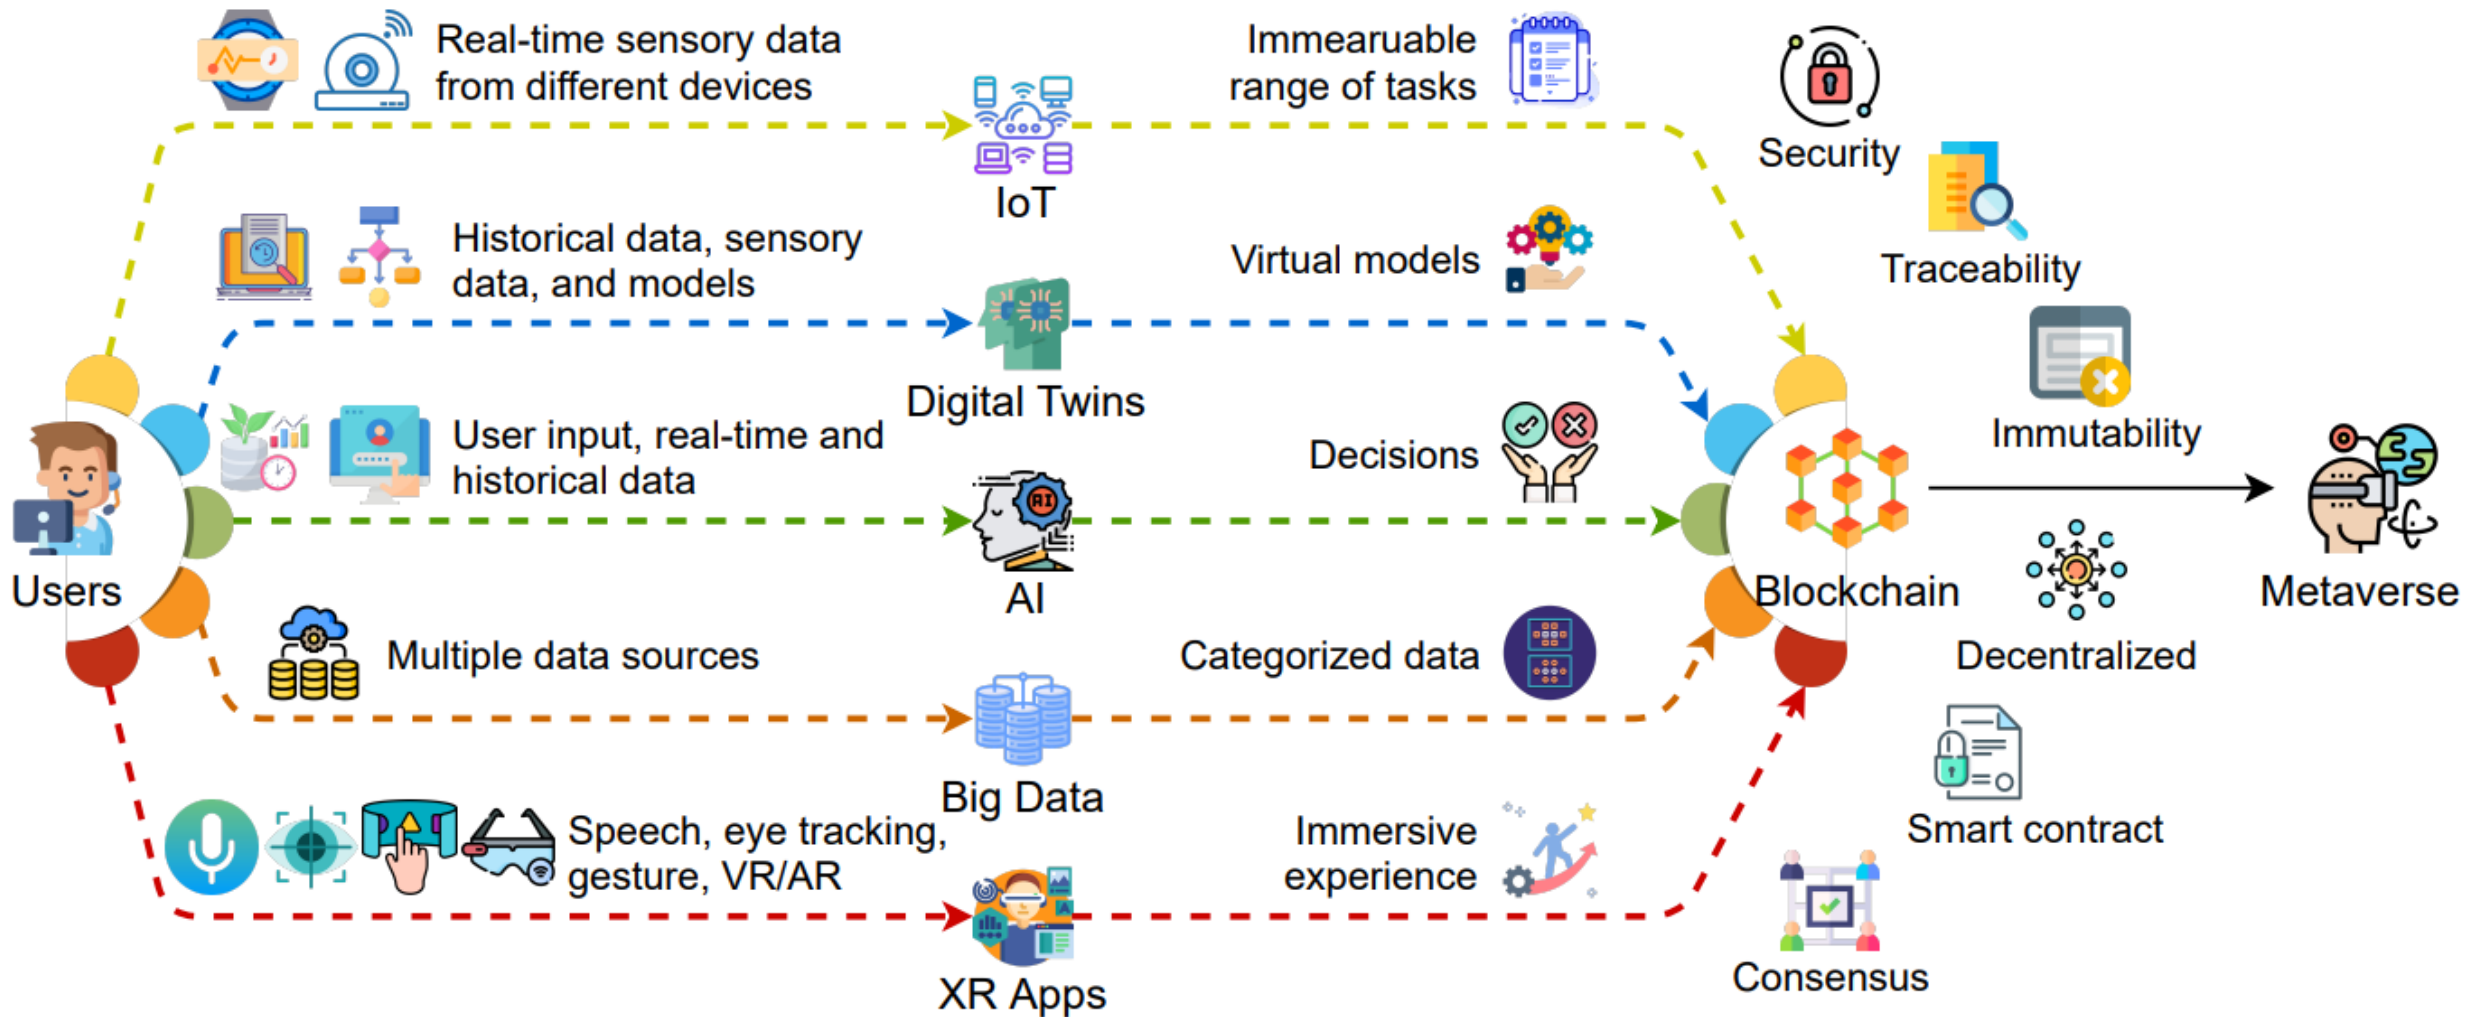 Real-time sensory data
from different devices
Immearuable
range of tasks
Security
IoT
Traceability
Historical data, sensory
data, and models
Virtual models
Digital Twins
Immutability
User input, real-time and
historical data
Decisions
AI
AI
Users
Blockchain
Metaverse
Decentralized
Multiple data sources
Categorized data
Big Data
Smart contract
Speech, eye tracking,
gesture, VR/AR
Immersive
experience
XR Apps
A
Consensus